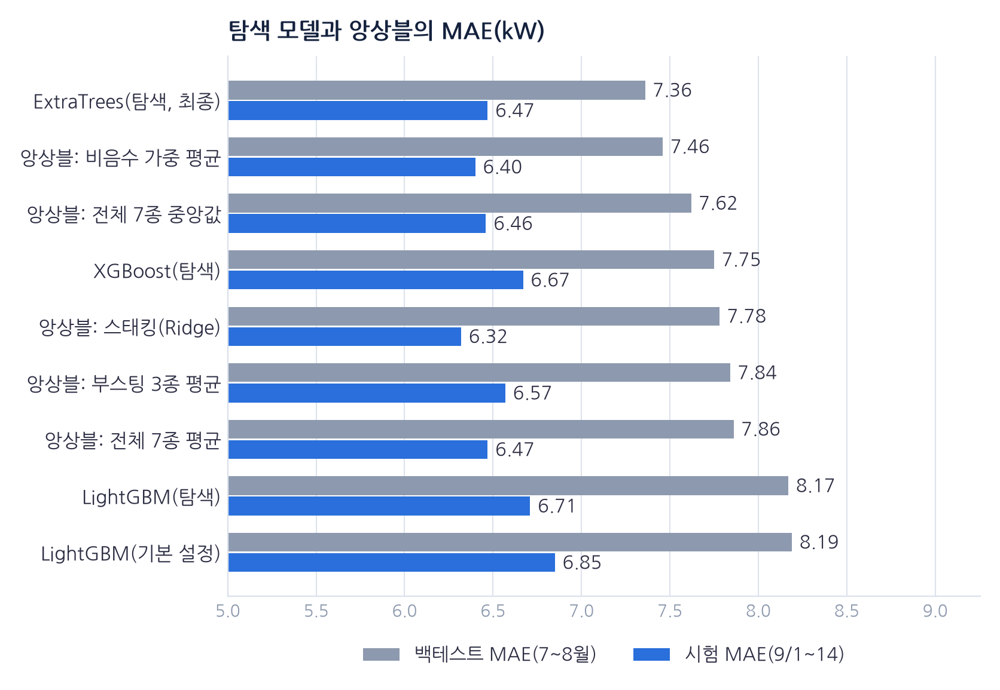 탐색 모델과 앙상블의 MAE(kW)
ExtraTrees(탐색, 최종)
7.36
6.47
앙상블: 비음수 가중 평균
7.46
6.40
앙상블: 전체 7종 중앙값
7.62
6.46
XGBoost(탐색)
7.75
6.67
앙상블: 스태킹(Ridge)
7.78
6.32
앙상블: 부스팅 3종 평균
7.84
6.57
앙상블: 전체 7종 평균
7.86
6.47
LightGBM(탐색)
8.17
6.71
LightGBM(기본 설정)
8.19
6.85
5.0 5.5 6.0 6.5 7.0 7.5 8.0 8.5 9.0
백테스트 MAE(7~8월) 시험 MAE(9/1~14)